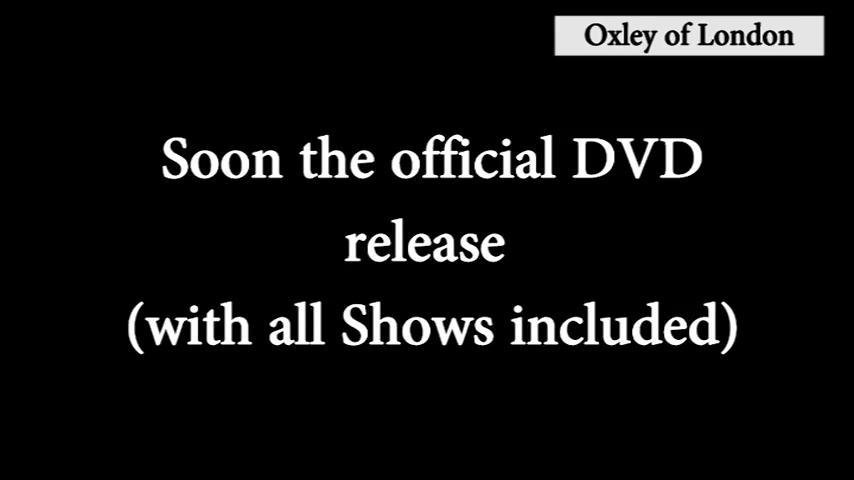 Oxley of London
Soon the official DVD
release
(with all Shows included)